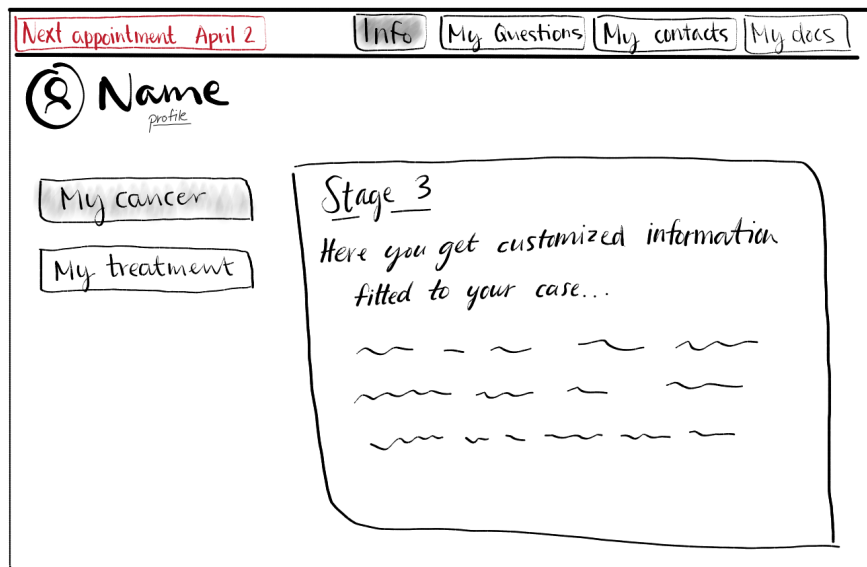 Next appointment April 2
Info
My Questions
My contacts
My docs
Name
profile
My cancer
My treatment
Stage 3
Here you get customized information
fitted to your case...